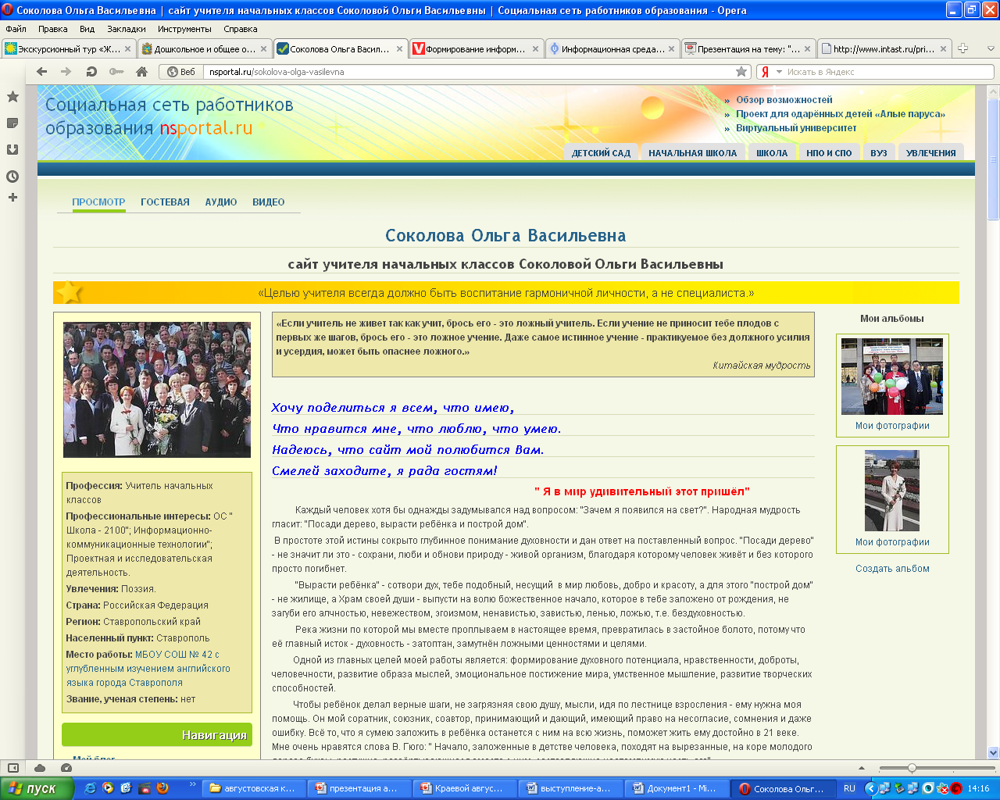 Соколова Ольга Васильевна | сайт учителя начальных классов Соколовой Ольги Васильевны | Социальная сеть работников образования - Opera
Файл Правка Вид Закладки Инструменты Справка
Экскурсионный тур «Ж... Дошкольное и общее о... Соколова Ольга Васил... Формирование информ... Информационная среда... Презентация на тему: "... http://www.intast.ru/pri...
Веб nsportal.ru/sokolova-olga-vasilevna Искать в Яндекс
Социальная сеть работников
образования nsportal.ru
» Обзор возможностей
» Проект для одарённых детей «Алые паруса»
» Виртуальный университет
ДЕТСКИЙ САД НАЧАЛЬНАЯ ШКОЛА ШКОЛА НПО И СПО ВУЗ УВЛЕЧЕНИЯ
ПРОСМОТР ГОСТЕВАЯ АУДИО ВИДЕО
Соколова Ольга Васильевна
сайт учителя начальных классов Соколовой Ольги Васильевны
«Целью учителя всегда должно быть воспитание гармоничной личности, а не специалиста.»
Профессия: Учитель начальных
классов
Профессиональные интересы: ОС "
Школа - 2100"; Информационно-
коммуникационные технологии";
Проектная и исследовательская
деятельность.
Увлечения: Поэзия.
Страна: Российская Федерация
Регион: Ставропольский край
Населенный пункт: Ставрополь
Место работы: МБОУ СОШ № 42 с
углубленным изучением английского
языка города Ставрополя
Звание, ученая степень: нет
Навигация
Мой блог
«Если учитель не живет так как учит, брось его - это ложный учитель. Если учение не приносит тебе плодов с
первых же шагов, брось его - это ложное учение. Даже самое истинное учение - практикуемое без должного усилия
и усердия, может быть опаснее ложного.»
Китайская мудрость
Хочу поделиться я всем, что имею,
Что нравится мне, что люблю, что умею.
Надеюсь, что сайт мой полюбится Вам.
Смелей заходите, я рада гостям!
" Я в мир удивительный этот пришёл"
Каждый человек хотя бы однажды задумывался над вопросом: "Зачем я появился на свет?". Народная мудрость
гласит: "Посади дерево, вырасти ребёнка и построй дом".
В простоте этой истины сокрыто глубинное понимание духовности и дан ответ на поставленный вопрос. "Посади дерево"
- не значит ли это - сохрани, люби и обнови природу - живой организм, благодаря которому человек живёт и без которого
просто погибнет.
"Вырасти ребёнка" - сотвори дух, тебе подобный, несущий в мир любовь, добро и красоту, а для этого "построй дом"
- не жилище, а Храм своей души - выпусти на волю божественное начало, которое в тебе заложено от рождения, не
загуби его алчностью, невежеством, эгоизмом, ненавистью, завистью, ленью, ложью, т.е. бездуховностью.
Река жизни по которой мы вместе проплываем в настоящее время, превратилась в застойное болото, потому что
её главный исток - духовность - затоптан, замутнён ложными ценностями и целями.
Одной из главных целей моей работы является: формирование духовного потенциала, нравственности, доброты,
человечности, развитие образа мыслей, эмоциональное постижение мира, умственное мышление, развитие творческих
способностей.
Чтобы ребёнок делал верные шаги, не загрязняя свою душу, мысли, идя по лестнице взросления - ему нужна моя
помощь. Он мой соратник, союзник, соавтор, принимающий и дающий, имеющий право на несогласие, сомнения и даже
ошибку. Всё то, что я сумею заложить в ребёнка останется с ним на всю жизнь, поможет жить ему достойно в 21 веке.
Мне очень нравятся слова В. Гюго: " Начало, заложенные в детстве человека, походят на вырезанные, на коре молодого
Мои альбомы
Мои фотографии
Мои фотографии
Создать альбом
пуск августовская к... презентация а... Краевой авгус... выступление-а... Документ1 - Mi... Соколова Ольг... RU 14:16